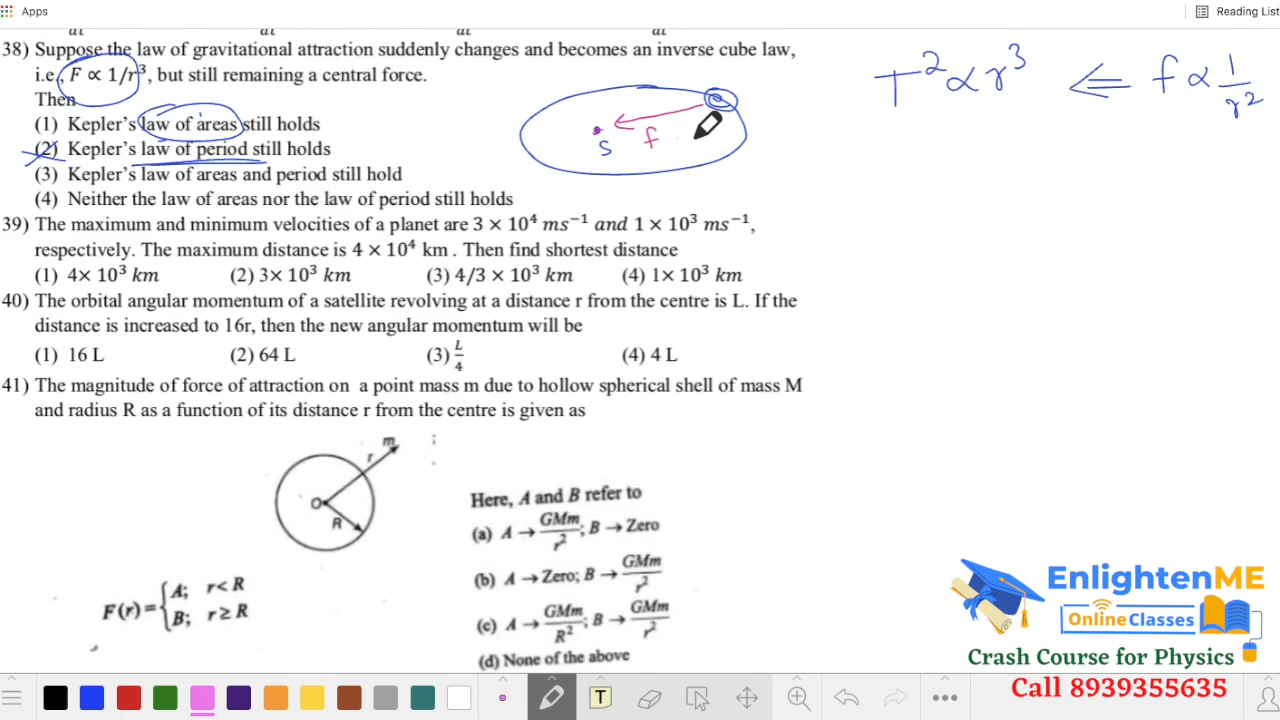 Apps
Reading List
dt dt dt dt
38) Suppose the law of gravitational attraction suddenly changes and becomes an inverse cube law,
i.e., F ∝ 1/r³, but still remaining a central force.
Then
(1) Kepler's law of areas still holds
(2) Kepler's law of period still holds
(3) Kepler's law of areas and period still hold
(4) Neither the law of areas nor the law of period still holds
S f
T² ∝ r³ ⇐ f ∝ 1/r²
39) The maximum and minimum velocities of a planet are 3 × 10⁴ ms⁻¹ and 1 × 10³ ms⁻¹,
respectively. The maximum distance is 4 × 10⁴ km . Then find shortest distance
(1) 4× 10³ km (2) 3× 10³ km (3) 4/3 × 10³ km (4) 1× 10³ km
40) The orbital angular momentum of a satellite revolving at a distance r from the centre is L. If the
distance is increased to 16r, then the new angular momentum will be
(1) 16 L (2) 64 L (3) L/4 (4) 4 L
41) The magnitude of force of attraction on a point mass m due to hollow spherical shell of mass M
and radius R as a function of its distance r from the centre is given as
m
r
O
R
F(r) = { A; r < R
B; r ≥ R
Here, A and B refer to
(a) A → GMm/r²; B → Zero
(b) A → Zero; B → GMm/r²
(c) A → GMm/R²; B → GMm/r²
(d) None of the above
EnlightenME
Online Classes
Crash Course for Physics
Call 8939355635
T